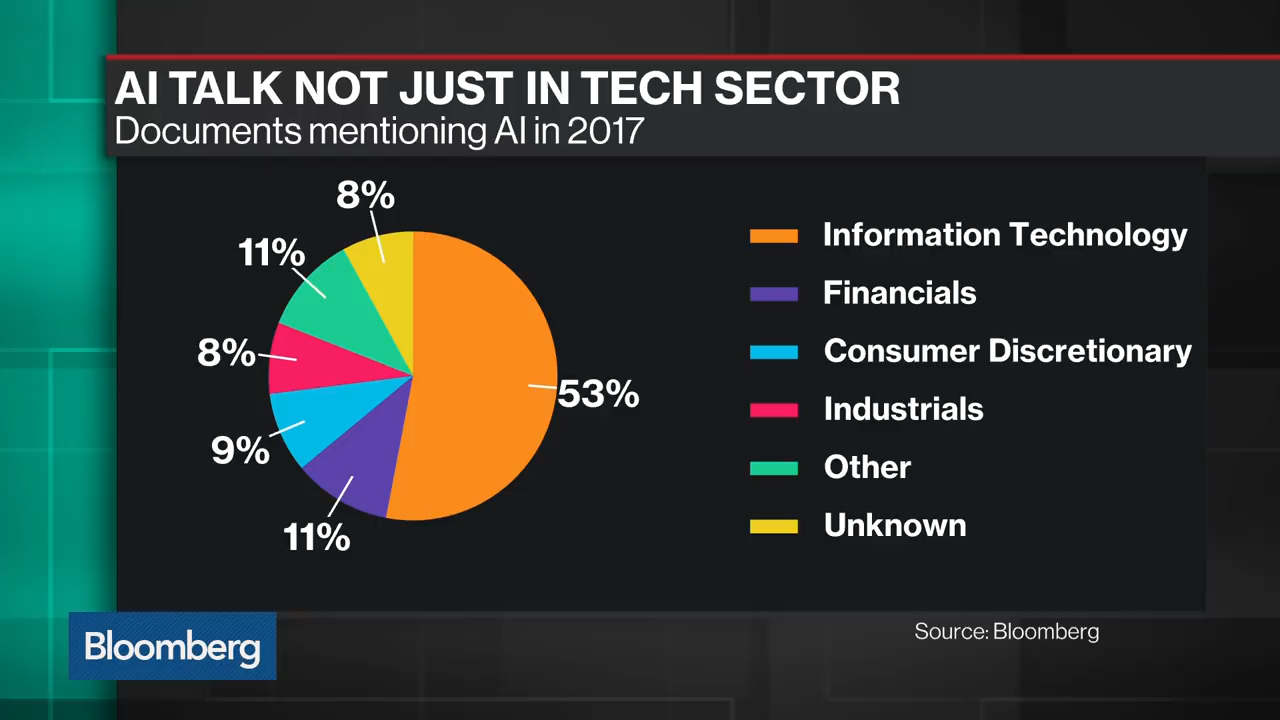 AI TALK NOT JUST IN TECH SECTOR
Documents mentioning AI in 2017
8%
11%
8%
9%
11%
53%
Information Technology
Financials
Consumer Discretionary
Industrials
Other
Unknown
Source: Bloomberg
Bloomberg